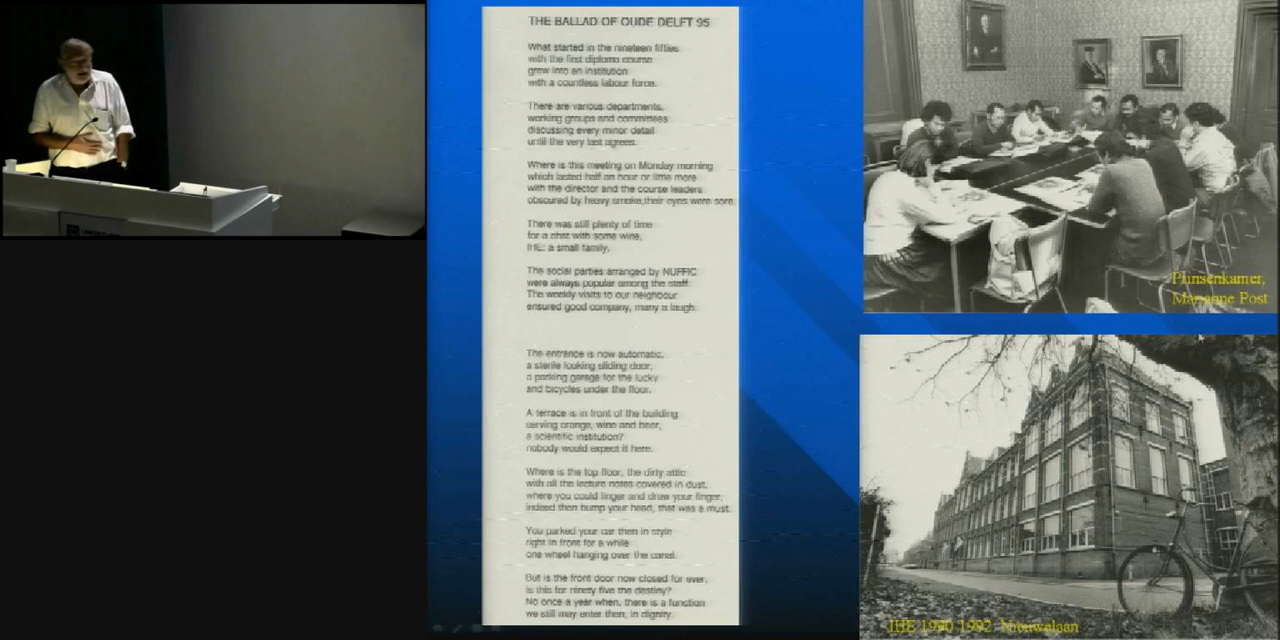 THE BALLAD OF OUDE DELFT 95
What started in the nineteen fifties
with the first diploma course
grew into an institution
with a countless labour force.
There are various departments,
working groups and committees
discussing every minor detail
until the very last agrees.
Where is this meeting on Monday morning
which lasted half an hour or little more
with the director and the course leaders
obscured by heavy smoke,their eyes were sore.
There was still plenty of time
for a chat with some wine,
IHE: a small family.
The social parties arranged by NUFFIC
were always popular among the staff.
The weekly visits to our neighbour
ensured good company, many a laugh.
The entrance is now automatic,
a sterile looking sliding door,
a parking garage for the lucky
and bicycles under the floor.
A terrace is in front of the building
serving orange, wine and beer,
a scientific institution?
nobody would expect it here.
Where is the top floor, the dirty attic
with all the lecture notes covered in dust,
where you could linger and draw your finger,
indeed then bump your head, that was a must.
You parked your car then in style
right in front for a while
one wheel hanging over the canal.
But is the front door now closed for ever,
is this for ninety five the destiny?
No once a year when, there is a function
we still may enter then, in dignity.
Prinsenkamer,
Marianne Post
IHE 1990 1992 Nieuwelaan